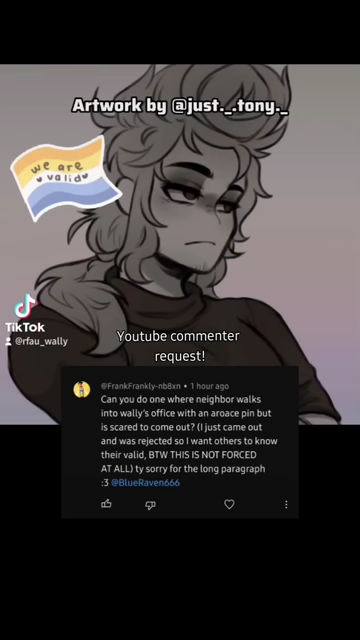 Artwork by @just._.tony._
we are
valid
TikTok
@rfau_wally
Youtube commenter
request!
@FrankFrankly-nb8xn • 1 hour ago
Can you do one where neighbor walks
into wally's office with an aroace pin but
is scared to come out? (I just came out
and was rejected so I want others to know
their valid, BTW THIS IS NOT FORCED
AT ALL) ty sorry for the long paragraph
:3 @BlueRaven666